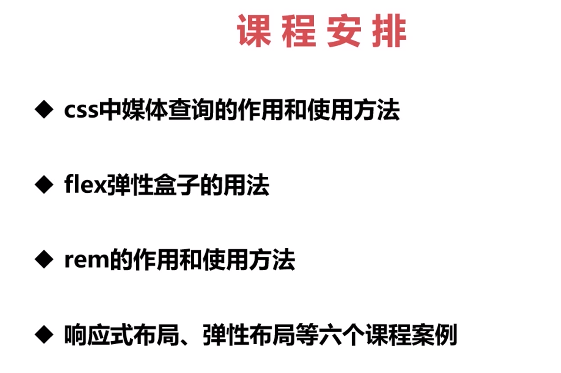 课程安排
◆ css中媒体查询的作用和使用方法
◆ flex弹性盒子的用法
◆ rem的作用和使用方法
◆ 响应式布局、弹性布局等六个课程案例